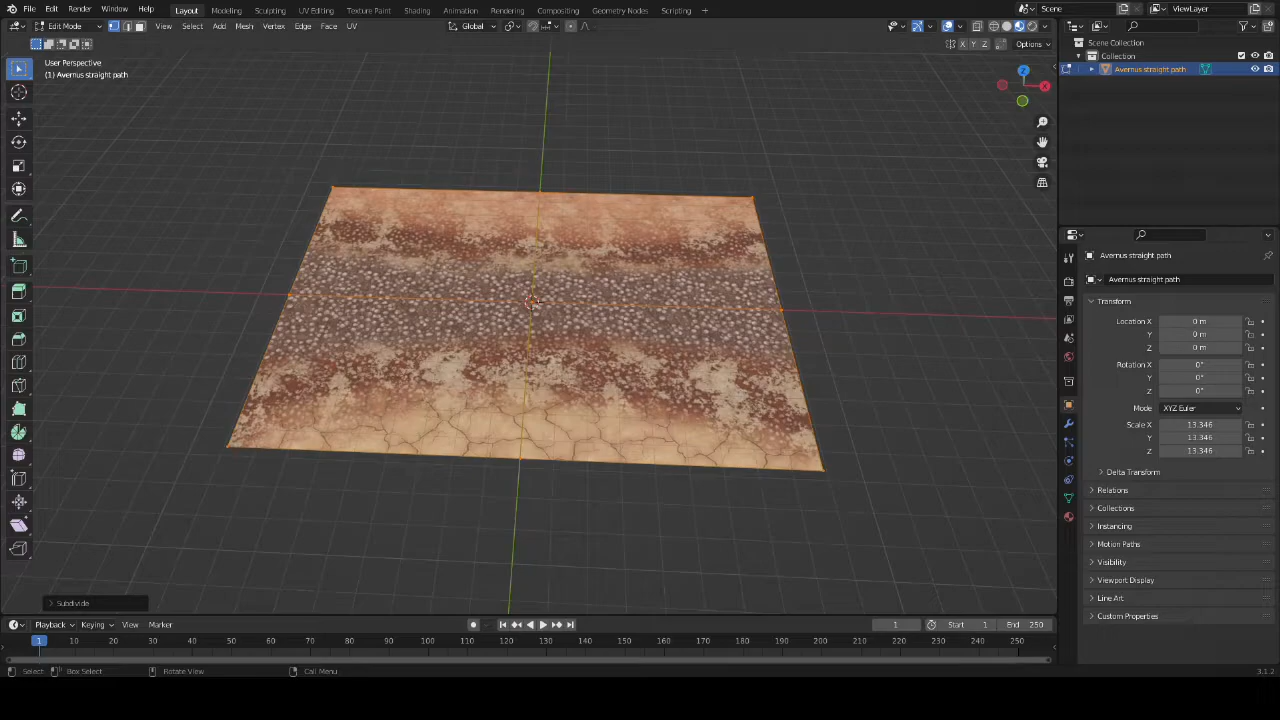 File Edit Render Window Help Layout Modeling Sculpting UV Editing Texture Paint Shading Animation Rendering Compositing Geometry Nodes Scripting + Scene ViewLayer
Edit Mode View Select Add Mesh Vertex Edge Face UV Global
X Y Z Options
Scene Collection
Collection
Avernus straight path
User Perspective
(1) Avernus straight path
Z
X
Avernus straight path
Avernus straight path
Transform
Location X 0 m
Y 0 m
Z 0 m
Rotation X 0°
Y 0°
Z 0°
Mode XYZ Euler
Scale X 13.346
Y 13.346
Z 13.346
Delta Transform
Relations
Collections
Instancing
Motion Paths
Visibility
Viewport Display
Line Art
Custom Properties
Subdivide
Playback Keying View Marker 1 Start 1 End 250
1 10 20 30 40 50 60 70 80 90 100 110 120 130 140 150 160 170 180 190 200 210 220 230 240 250
Select Box Select Rotate View Call Menu 3.1.2